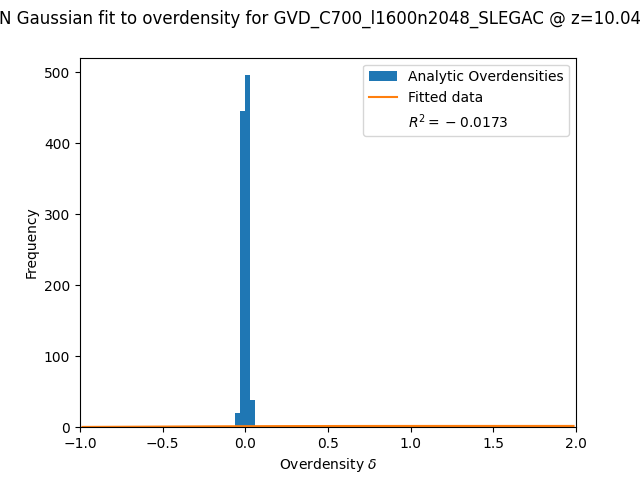 N Gaussian fit to overdensity for GVD_C700_l1600n2048_SLEGAC @ z=10.04
Analytic Overdensities
Fitted data
R² = − 0.0173
Frequency
500
400
300
200
100
0
−1.0 −0.5 0.0 0.5 1.0 1.5 2.0
Overdensity δ